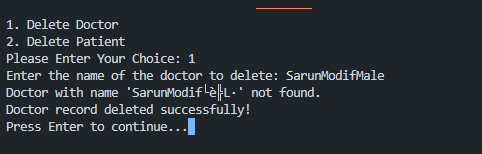 1. Delete Doctor
2. Delete Patient
Please Enter Your Choice: 1
Enter the name of the doctor to delete: SarunModifMale
Doctor with name 'SarunModif└è╠L·' not found.
Doctor record deleted successfully!
Press Enter to continue...